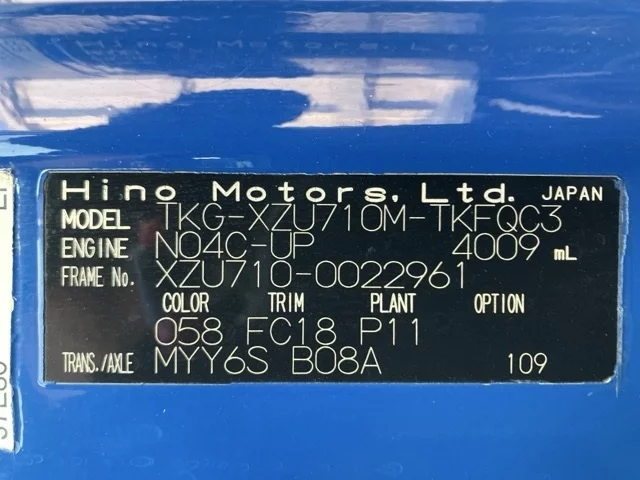 Hino Motors, Ltd. JAPAN
MODEL TKG-XZU710M-TKFQC3
ENGINE N04C-UP 4009 mL
FRAME No. XZU710-0022961
COLOR TRIM PLANT OPTION
058 FC18 P11
TRANS./AXLE MYY6S B08A 109